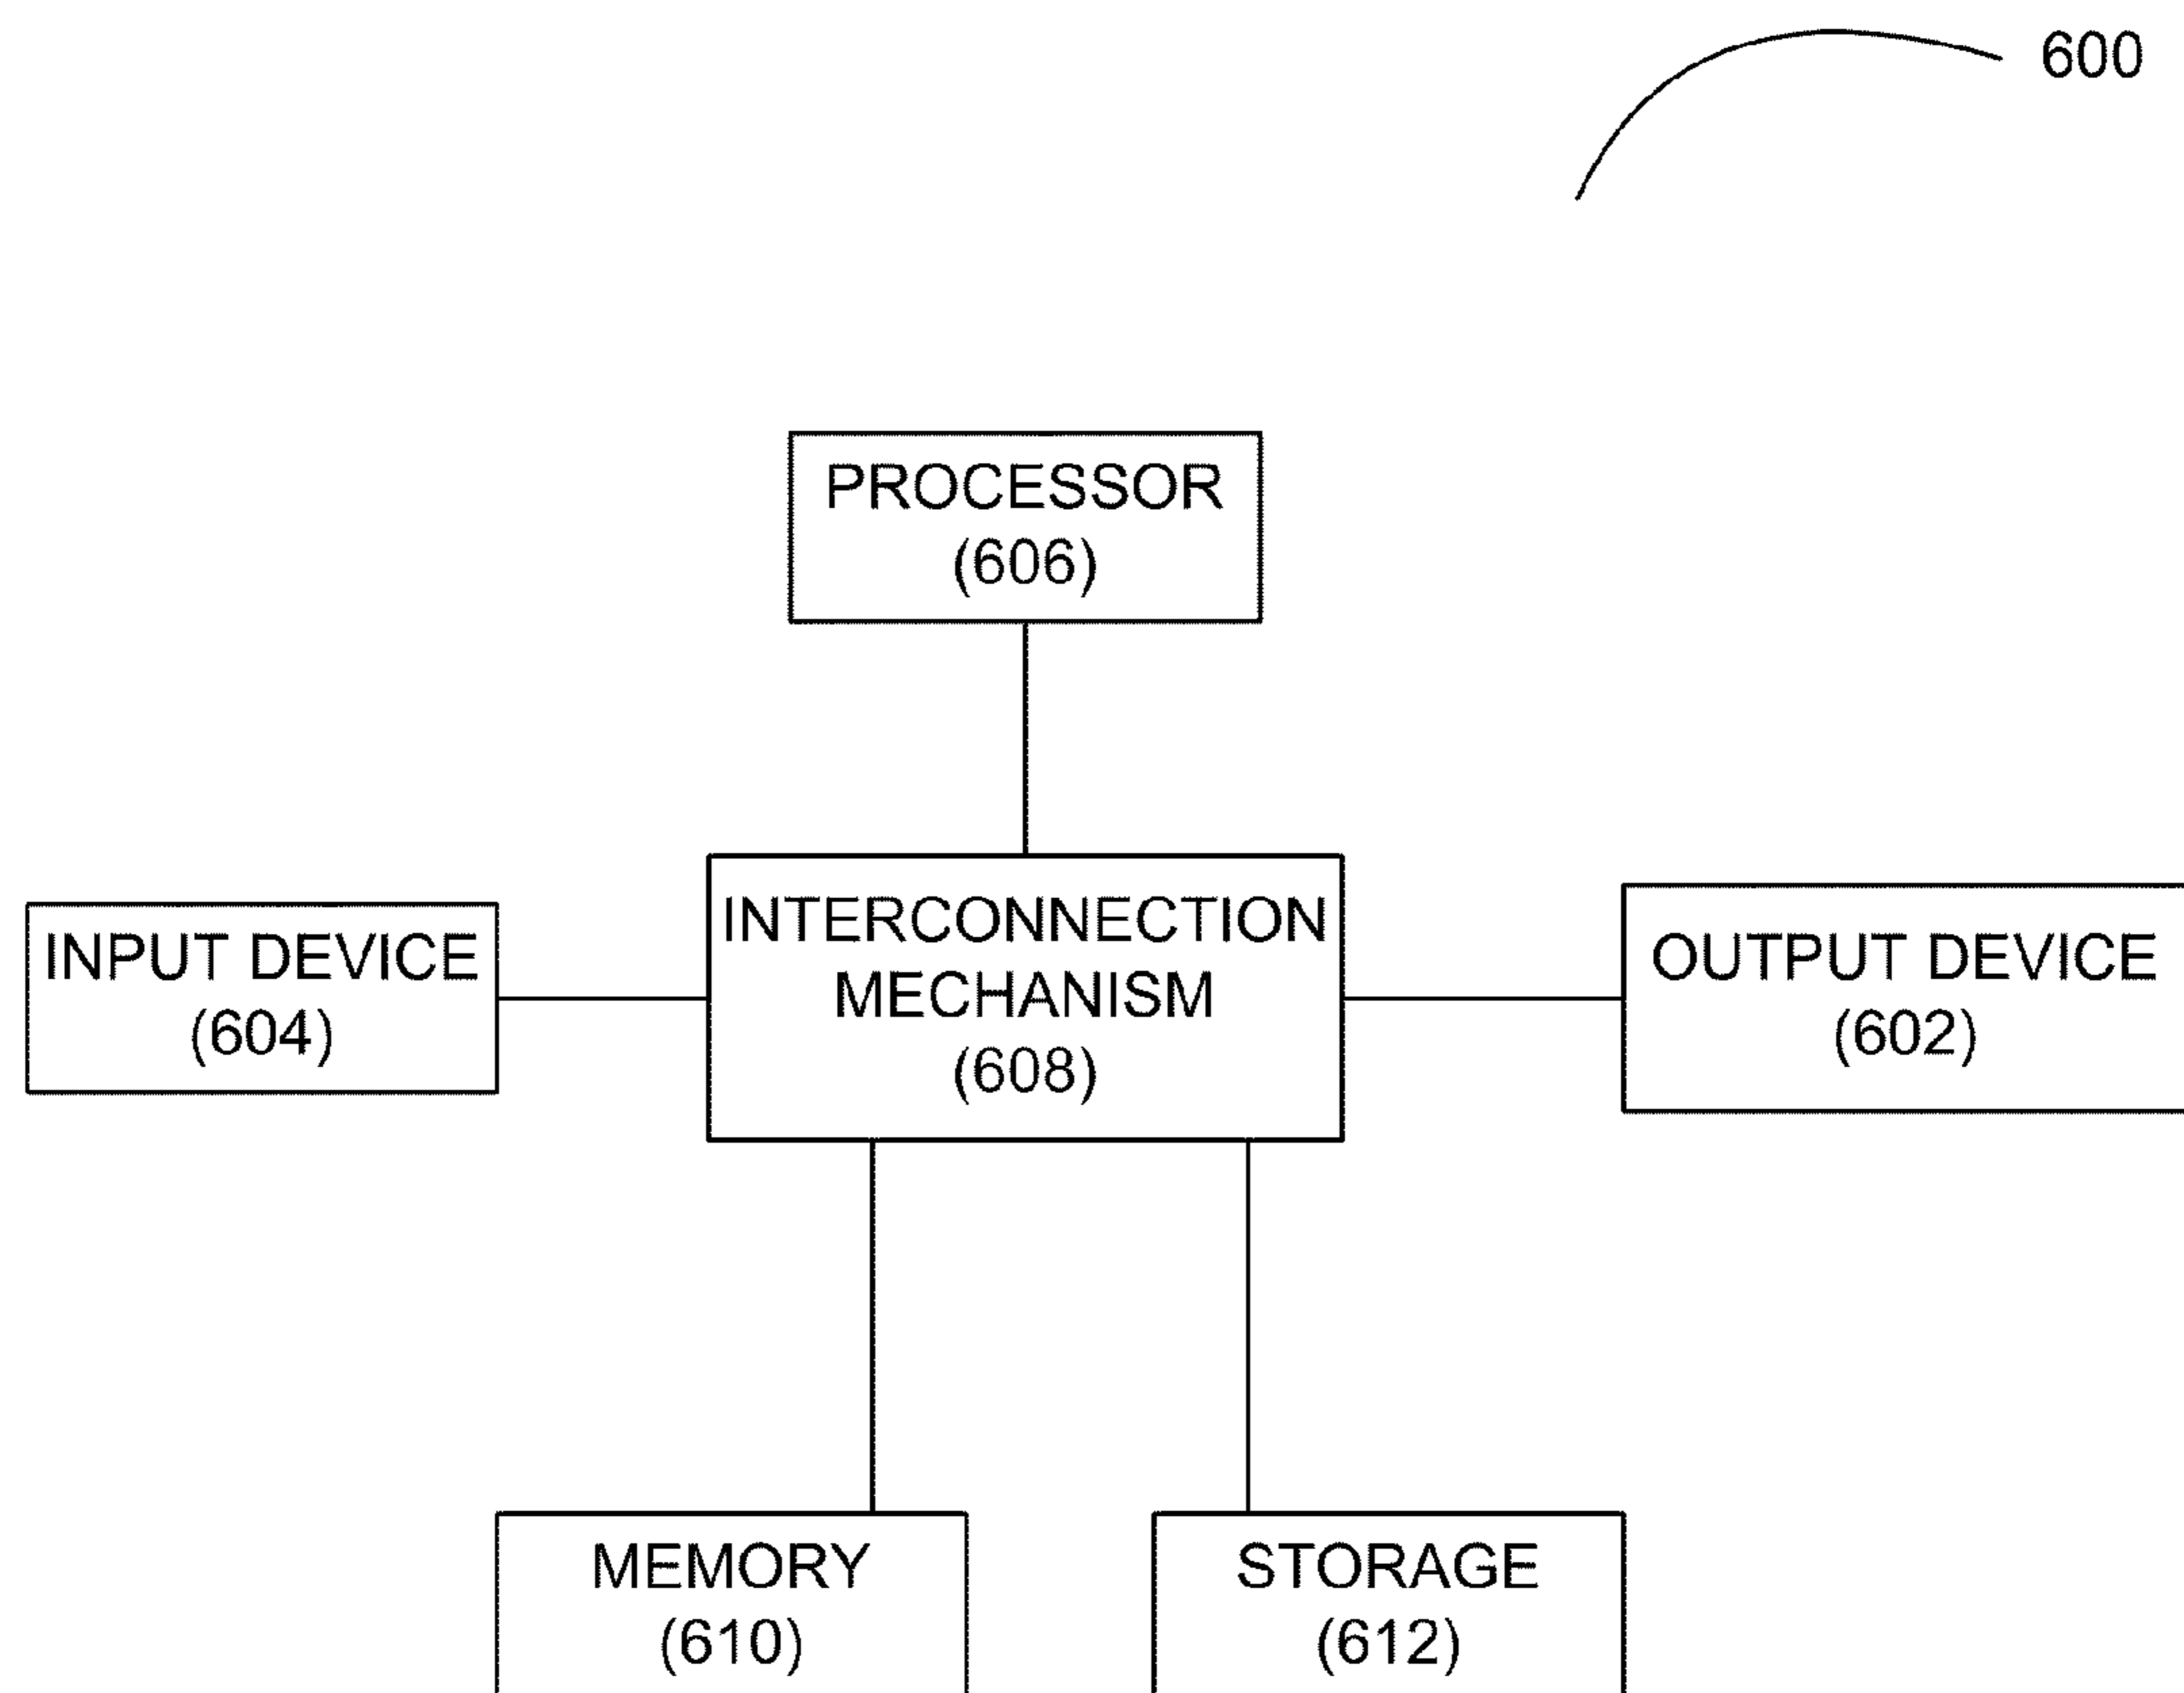 600
PROCESSOR
(606)
INPUT DEVICE
(604)
INTERCONNECTION
MECHANISM
(608)
OUTPUT DEVICE
(602)
MEMORY
(610)
STORAGE
(612)